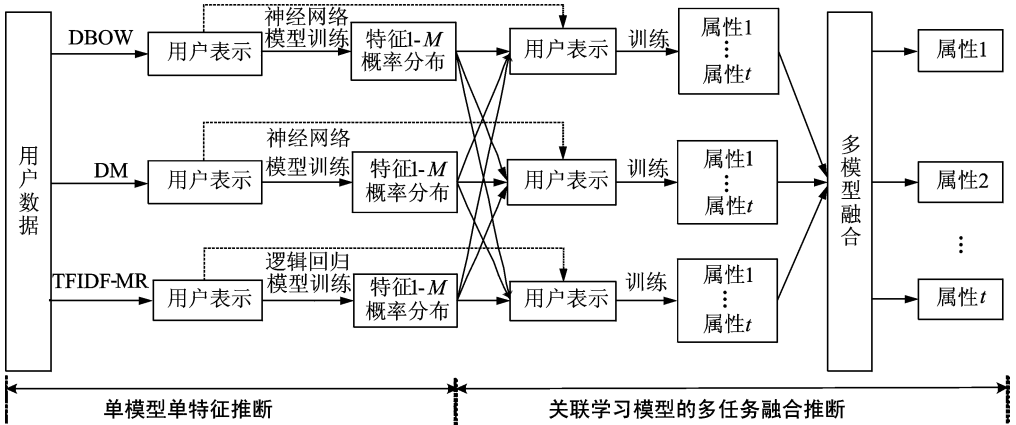 用户数据
DBOW
用户表示
神经网络
模型训练
特征1-M
概率分布
用户表示
训练
属性1
⋮
属性t
DM
用户表示
神经网络
模型训练
特征1-M
概率分布
用户表示
训练
属性1
⋮
属性t
TFIDF-MR
用户表示
逻辑回归
模型训练
特征1-M
概率分布
用户表示
训练
属性1
⋮
属性t
多模型融合
属性1
属性2
⋮
属性t
单模型单特征推断
关联学习模型的多任务融合推断